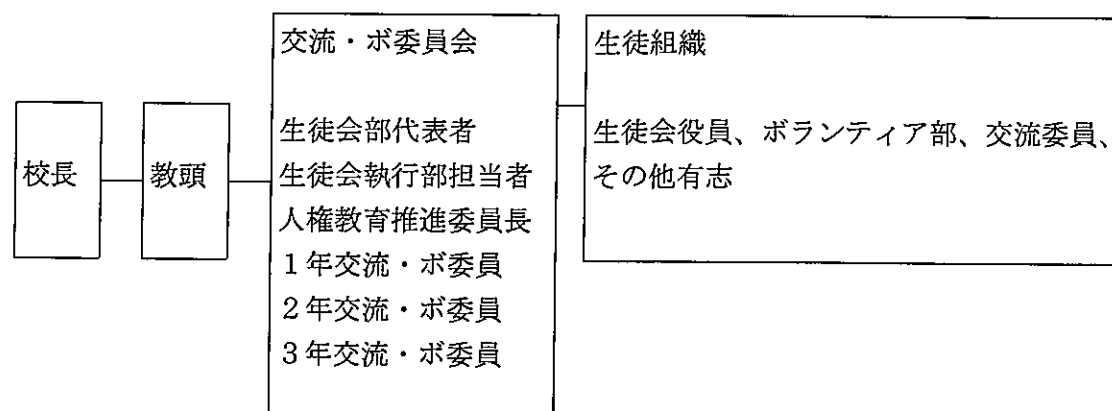 校長
教頭
交流・ボ委員会
生徒会部代表者
生徒会執行部担当者
人権教育推進委員長
1年交流・ボ委員
2年交流・ボ委員
3年交流・ボ委員
生徒組織
生徒会役員、ボランティア部、交流委員、
その他有志